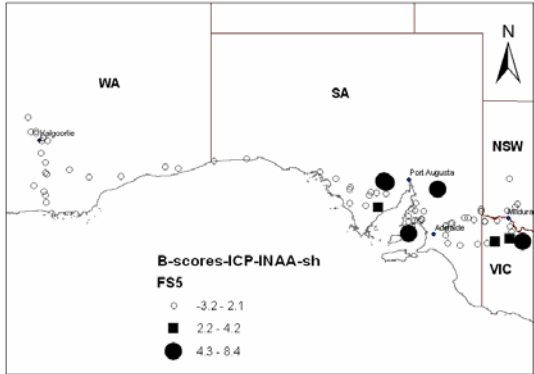 N
WA
SA
Kalgoorlie
NSW
Port Augusta
Mildura
Adelaide
B-scores-ICP-INAA-sh
VIC
FS5
-3.2 - 2.1
2.2 - 4.2
4.3 - 8.4